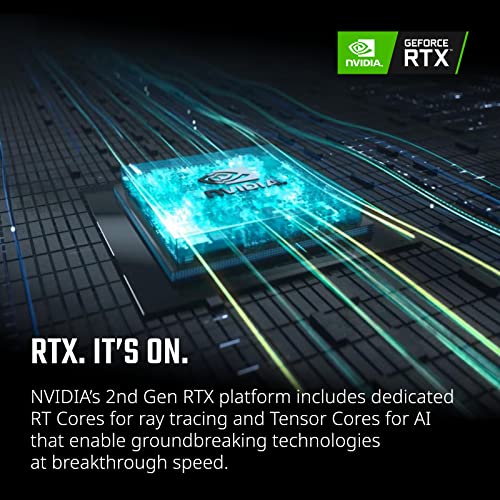 NVIDIA.
GEFORCE
RTX™
NVIDIA.
RTX. IT'S ON.
NVIDIA's 2nd Gen RTX platform includes dedicated
RT Cores for ray tracing and Tensor Cores for AI
that enable groundbreaking technologies
at breakthrough speed.